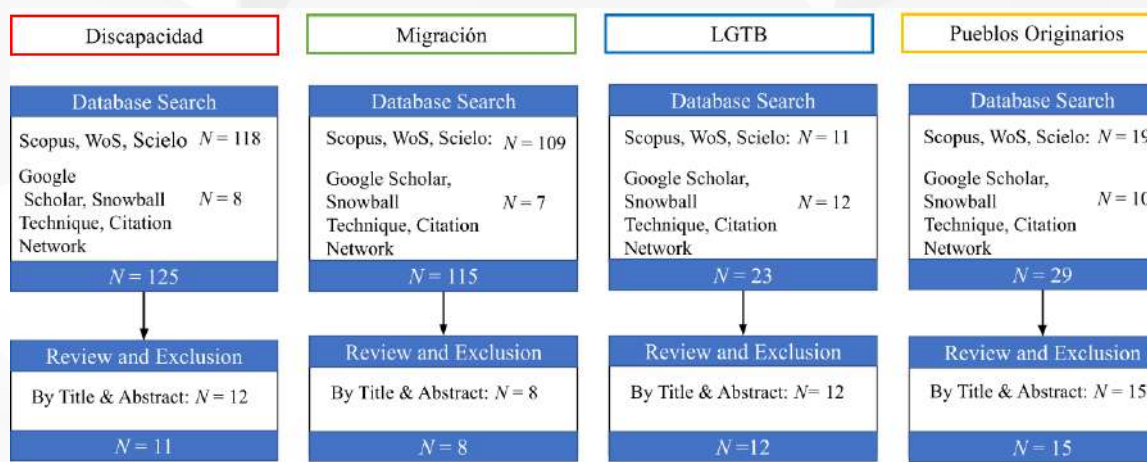 Discapacidad
Database Search
Scopus, WoS, Scielo N = 118
Google
Scholar, Snowball N = 8
Technique, Citation
Network
N = 125
Review and Exclusion
By Title & Abstract: N = 12
N = 11
Migración
Database Search
Scopus, WoS, Scielo: N = 109
Google Scholar,
Snowball N = 7
Technique, Citation
Network
N = 115
Review and Exclusion
By Title & Abstract: N = 8
N = 8
LGTB
Database Search
Scopus, WoS, Scielo: N = 11
Google Scholar,
Snowball N = 12
Technique, Citation
Network
N = 23
Review and Exclusion
By Title & Abstract: N= 12
N =12
Pueblos Originarios
Database Search
Scopus, WoS, Scielo: N = 19
Google Scholar,
Snowball N = 10
Technique, Citation
Network
N = 29
Review and Exclusion
By Title & Abstract: N = 15
N = 15